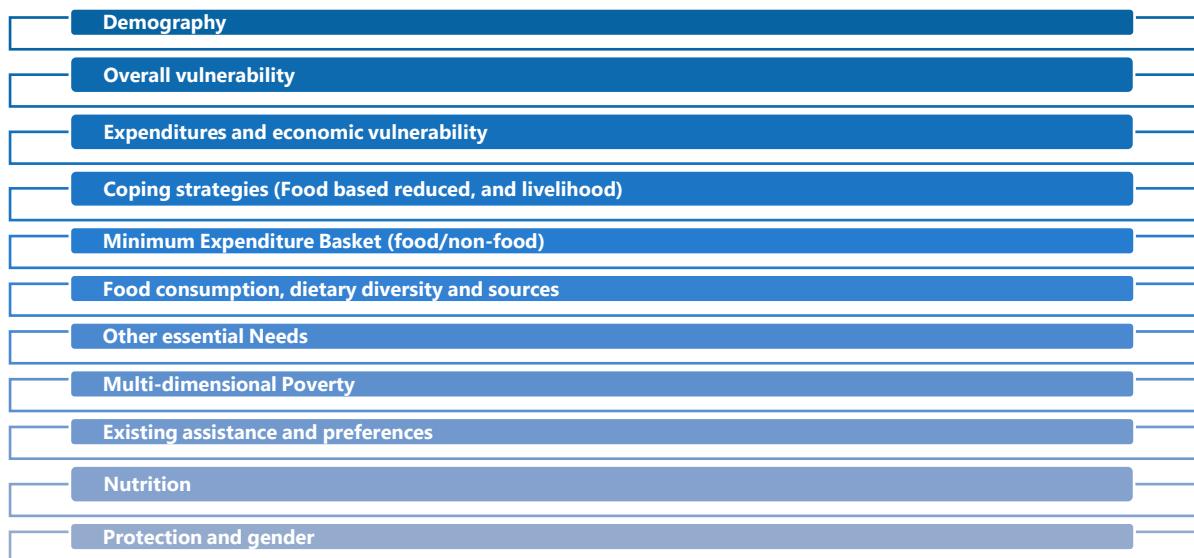 Demography
Overall vulnerability
Expenditures and economic vulnerability
Coping strategies (Food based reduced, and livelihood)
Minimum Expenditure Basket (food/non-food)
Food consumption, dietary diversity and sources
Other essential Needs
Multi-dimensional Poverty
Existing assistance and preferences
Nutrition
Protection and gender